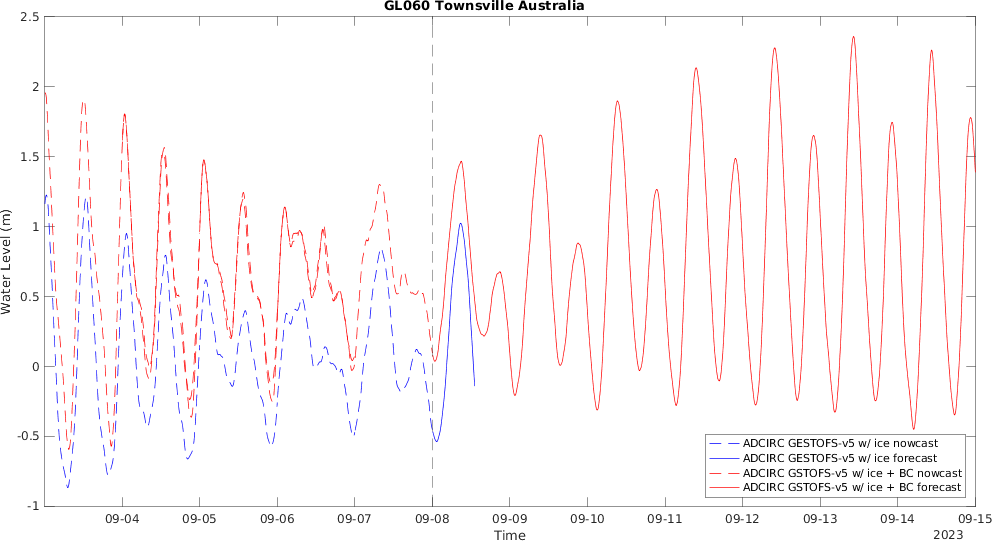 GL060 Townsville Australia
2.5
2
1.5
1
0.5
0
-0.5
-1
Water Level (m)
ADCIRC GESTOFS-v5 w/ ice nowcast
ADCIRC GESTOFS-v5 w/ ice forecast
ADCIRC GSTOFS-v5 w/ ice + BC nowcast
ADCIRC GSTOFS-v5 w/ ice + BC forecast
09-04 09-05 09-06 09-07 09-08 09-09 09-10 09-11 09-12 09-13 09-14 09-15
Time
2023